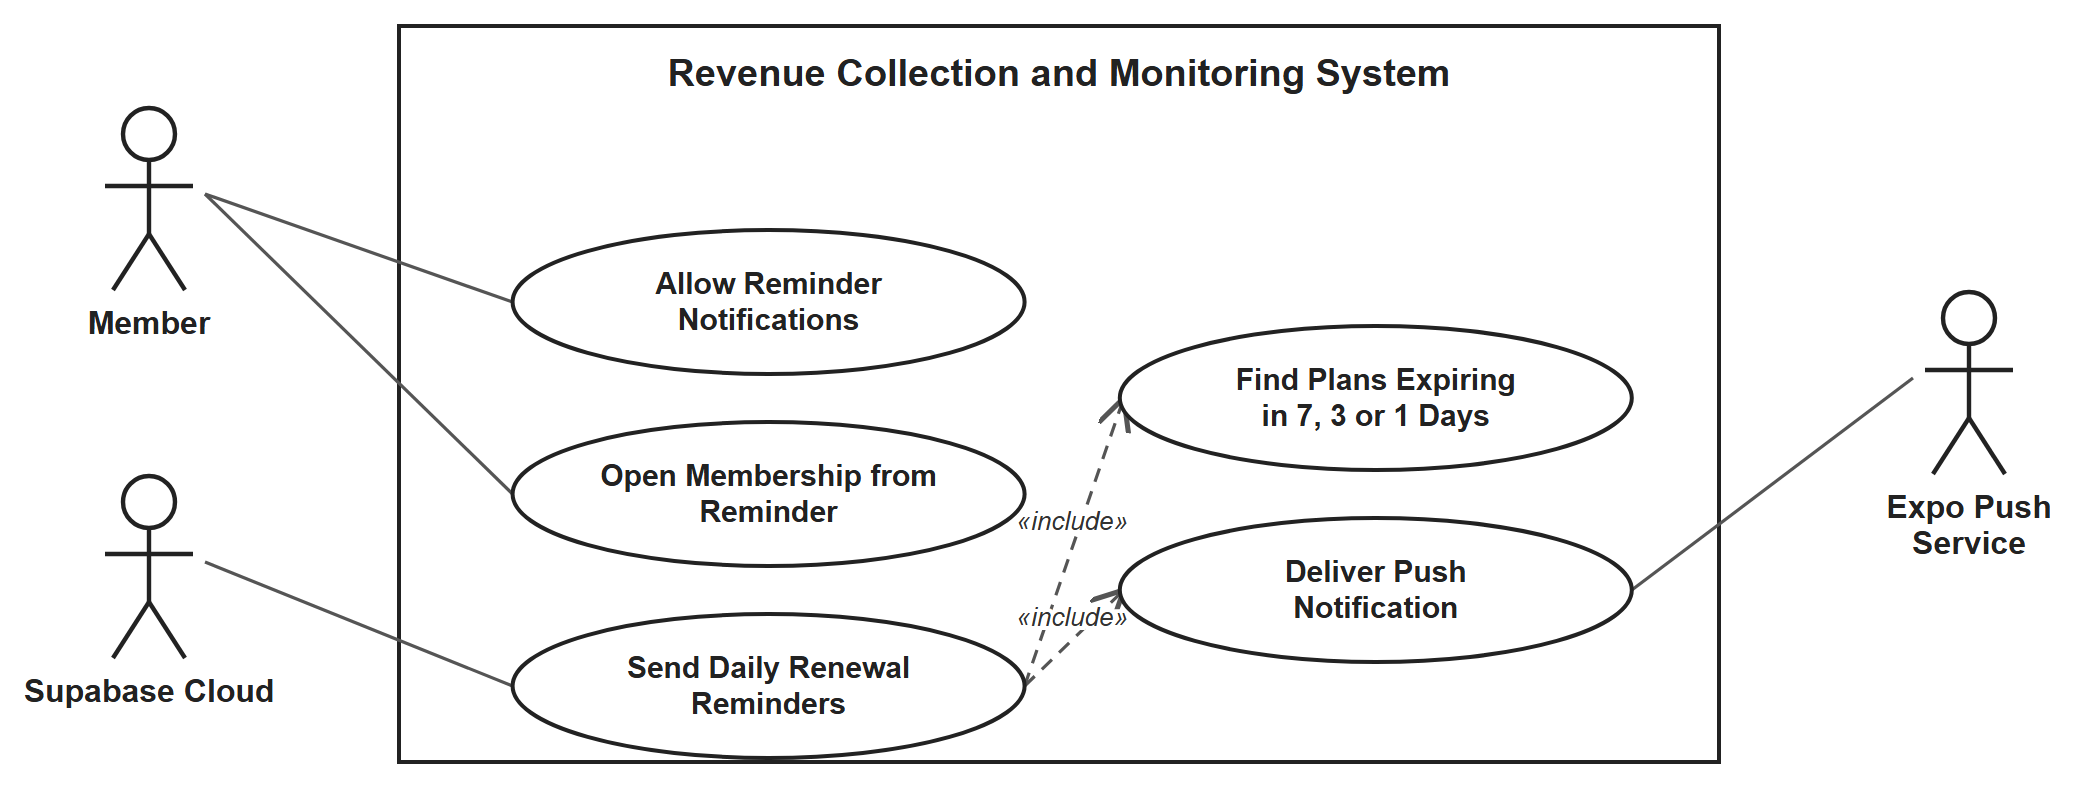 Revenue Collection and Monitoring System
Member
Allow Reminder
Notifications
Find Plans Expiring
in 7, 3 or 1 Days
Open Membership from
Reminder
«include»
Expo Push
Service
Deliver Push
Notification
«include»
Supabase Cloud
Send Daily Renewal
Reminders